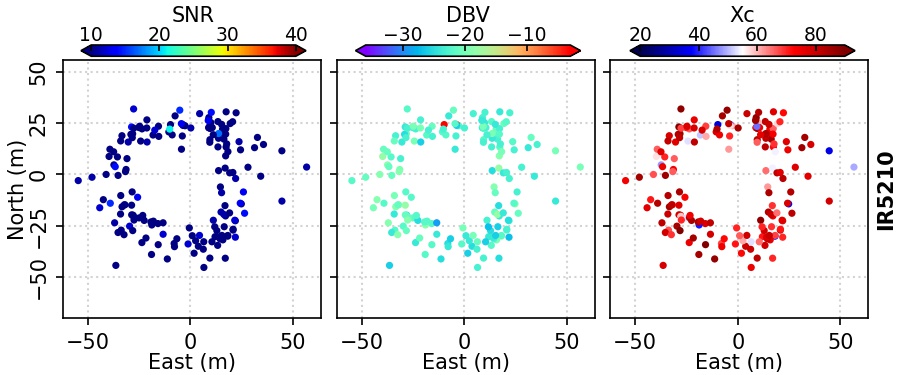 SNR DBV Xc
10 20 30 40 −30 −20 −10 20 40 60 80
50
25
0
−25
−50
North (m)
−50 0 50 −50 0 50 −50 0 50
East (m) East (m) East (m)
IR5210